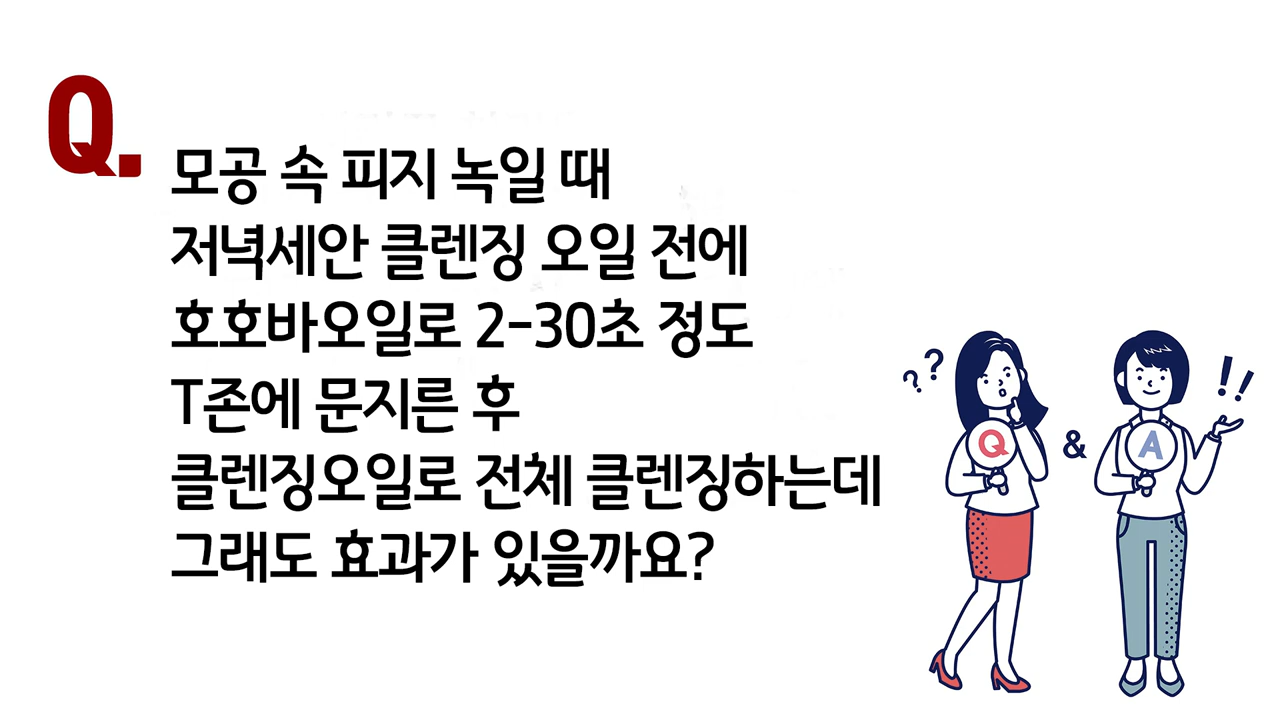 Q.
모공 속 피지 녹일 때
저녁세안 클렌징 오일 전에
호호바오일로 2-30초 정도
T존에 문지른 후
클렌징오일로 전체 클렌징하는데
그래도 효과가 있을까요?
? ?
Q & A
!!